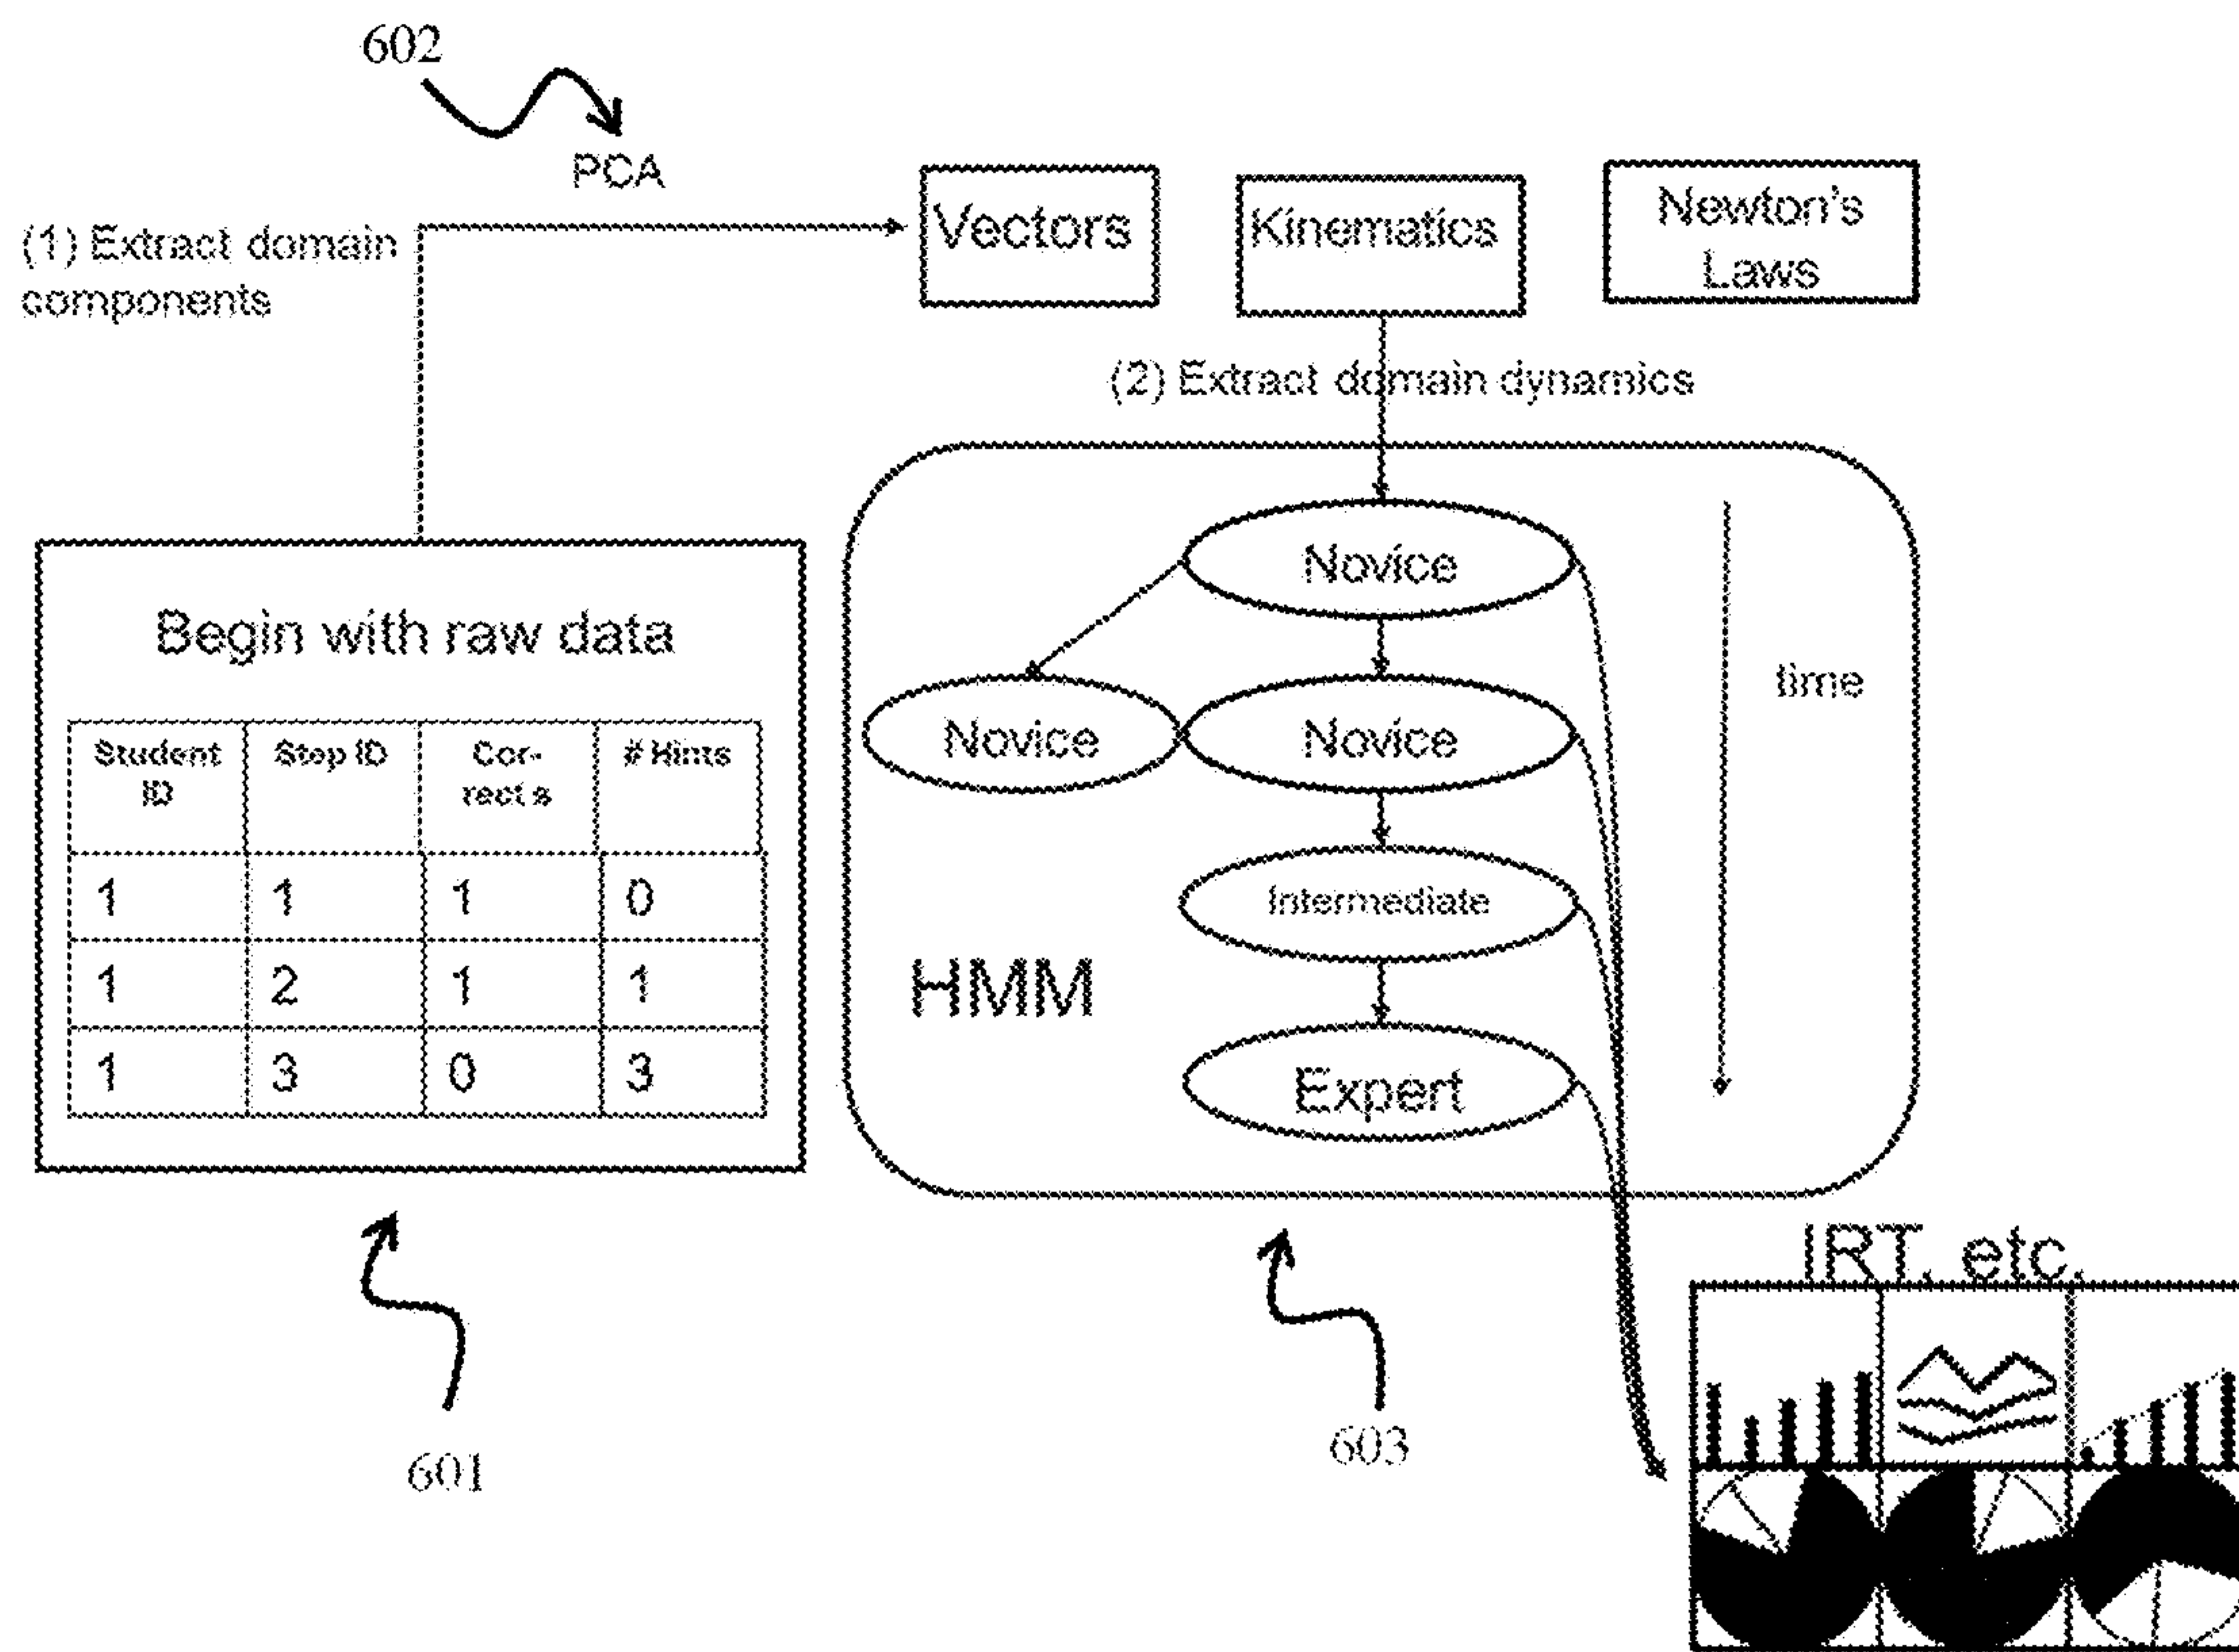 602
PCA
(1) Extract domain
components
Vectors
Kinematics
Newton's
Laws
(2) Extract domain dynamics
Begin with raw data
Student
ID
Step ID
Cor-
rect s
# Hints
1 1 1 0
1 2 1 1
1 3 0 3
Novice
Novice
Novice
Intermediate
Expert
HMM
time
601
603
IRT, etc.